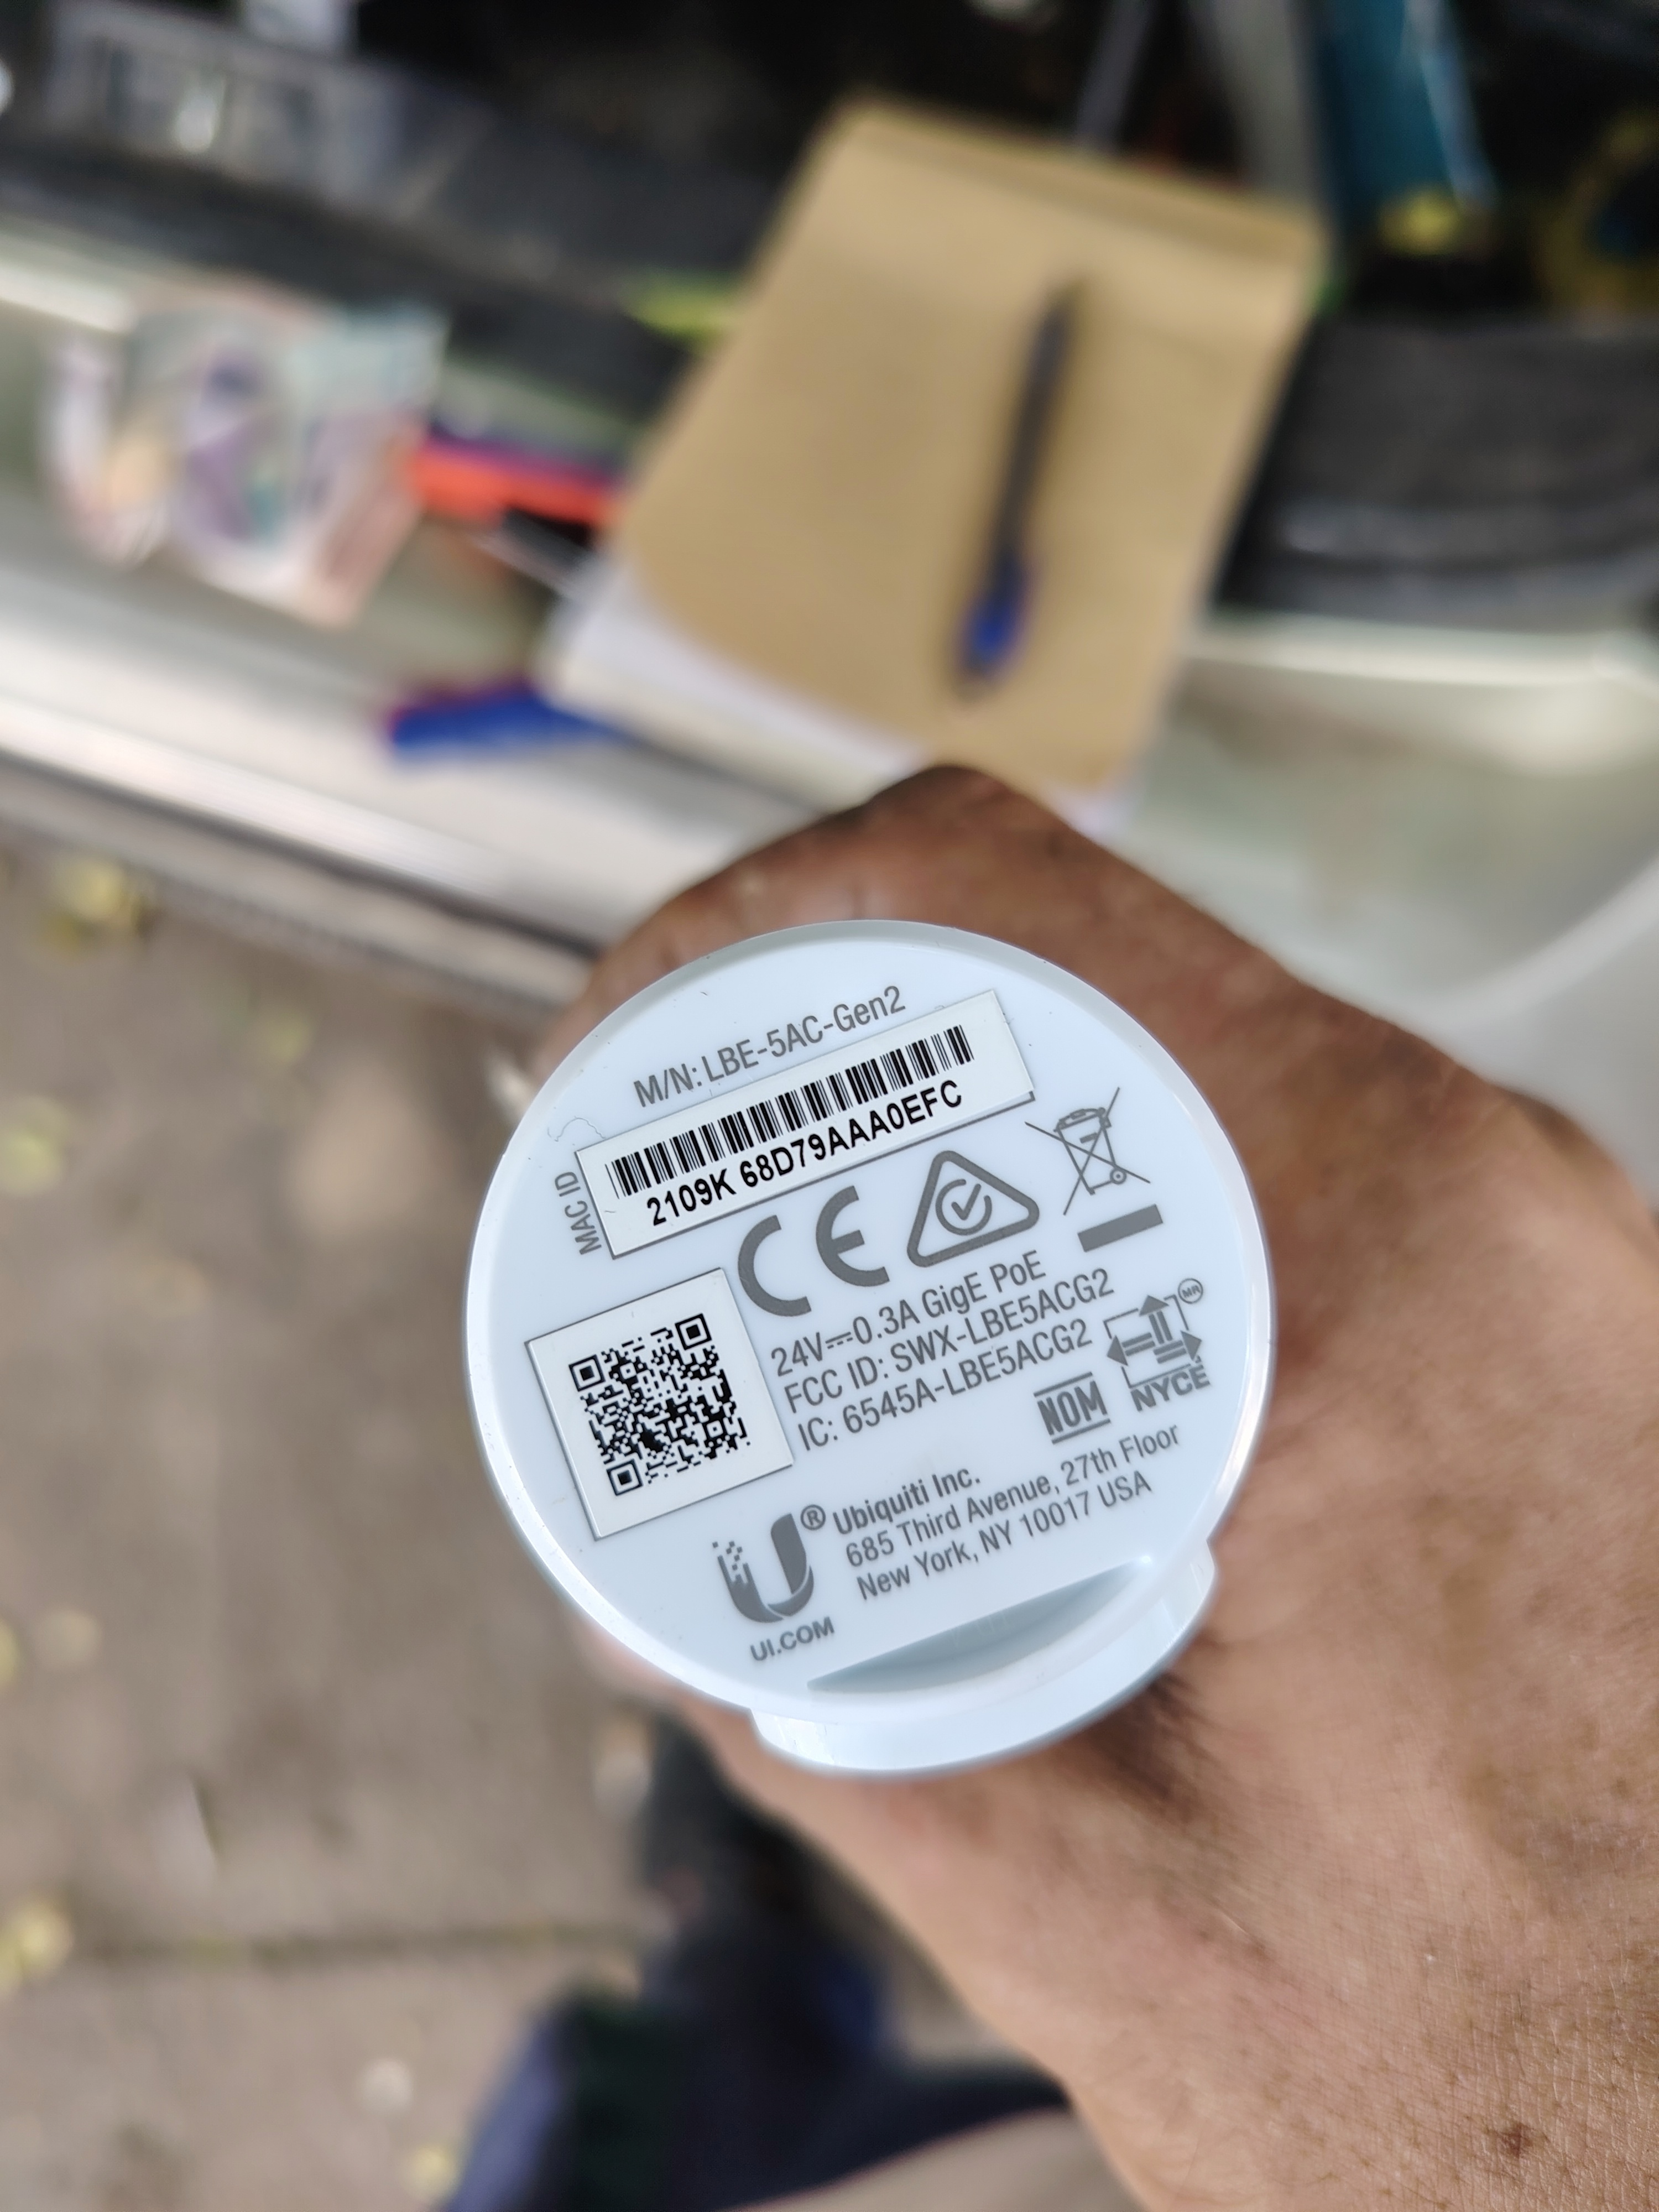 M/N: LBE-5AC-Gen2
MAC ID
2109K 68D79AAA0EFC
CE
24V⎓0.3A GigE PoE
FCC ID: SWX-LBE5ACG2
IC: 6545A-LBE5ACG2
NOM
NYCE
MR
U®
UI.COM
Ubiquiti Inc.
685 Third Avenue, 27th Floor
New York, NY 10017 USA